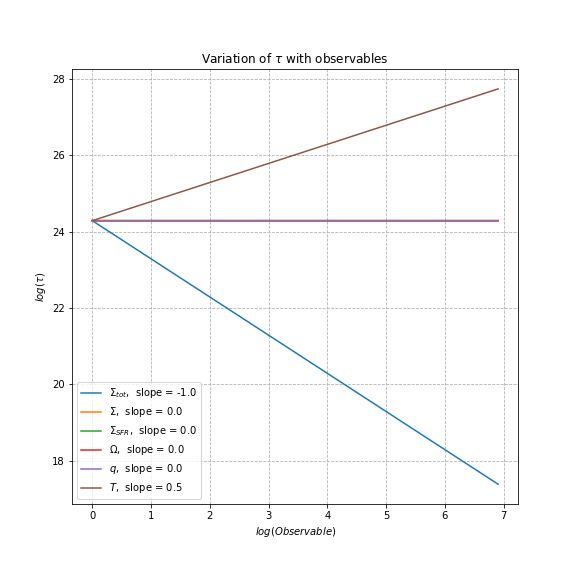 Variation of τ with observables
28
26
24
22
20
18
log(τ)
Σ_tot, slope = -1.0
Σ, slope = 0.0
Σ_SFR, slope = 0.0
Ω, slope = 0.0
q, slope = 0.0
T, slope = 0.5
0 1 2 3 4 5 6 7
log(Observable)